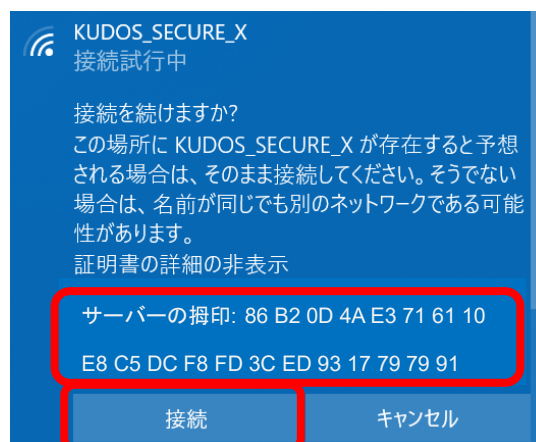 KUDOS_SECURE_X
接続試行中
接続を続けますか?
この場所に KUDOS_SECURE_X が存在すると予想
される場合は、そのまま接続してください。そうでない
場合は、名前が同じでも別のネットワークである可能
性があります。
証明書の詳細の非表示
サーバーの拇印: 86 B2 0D 4A E3 71 61 10
E8 C5 DC F8 FD 3C ED 93 17 79 79 91
接続 キャンセル